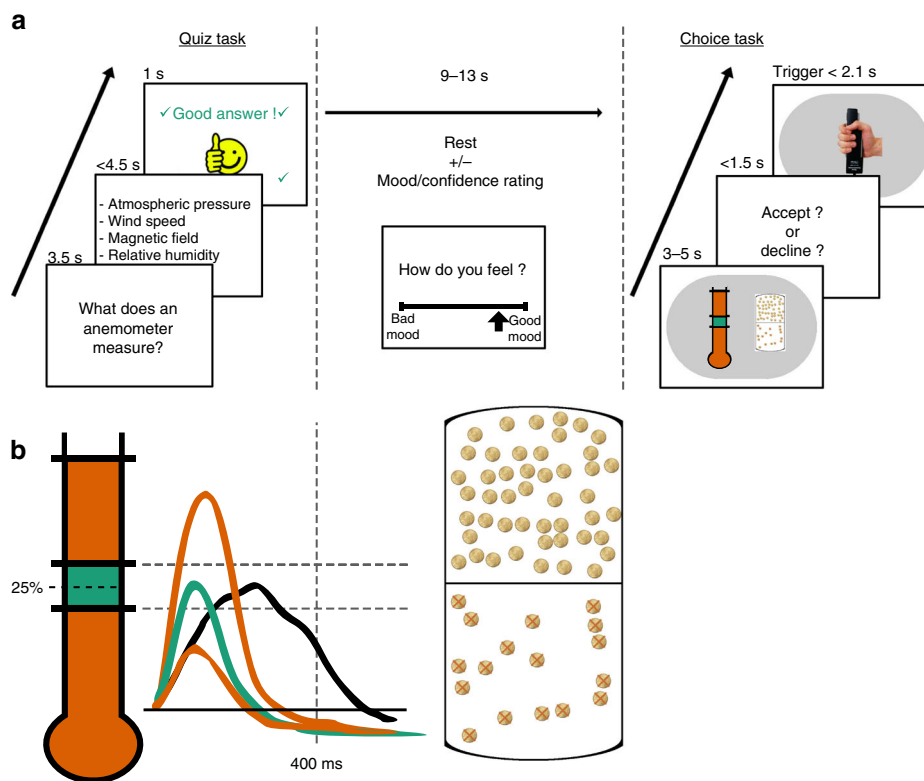 a
Quiz task
1 s
✓ Good answer !✓
✓
<4.5 s
- Atmospheric pressure
- Wind speed
- Magnetic field
- Relative humidity
3.5 s
What does an
anemometer
measure?
9–13 s
Rest
+/–
Mood/confidence rating
How do you feel ?
Bad
mood
Good
mood
Choice task
Trigger < 2.1 s
<1.5 s
Accept ?
or
decline ?
3–5 s
b
25%
400 ms